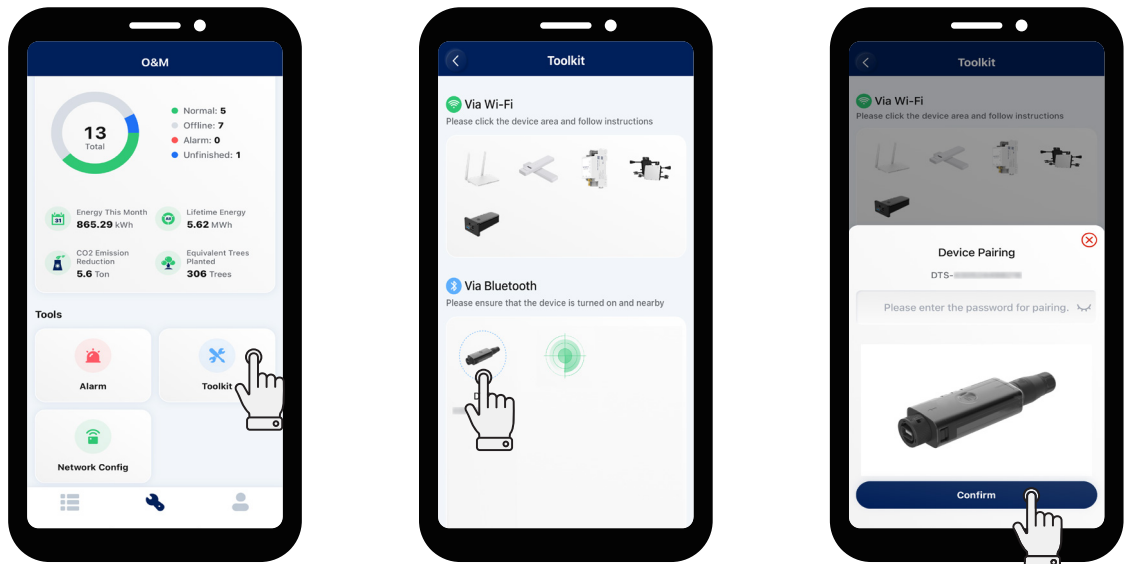 O&M
13
Total
Normal: 5
Offline: 7
Alarm: 0
Unfinished: 1
31
Energy This Month
865.29 kWh
Lifetime Energy
5.62 MWh
CO2 Emission
Reduction
5.6 Ton
Equivalent Trees
Planted
306 Trees
Tools
Alarm
Toolkit
Network Config
Toolkit
Via Wi-Fi
Please click the device area and follow instructions
Via Bluetooth
Please ensure that the device is turned on and nearby
Toolkit
Via Wi-Fi
Please click the device area and follow instructions
Device Pairing
DTS-
Please enter the password for pairing.
Confirm